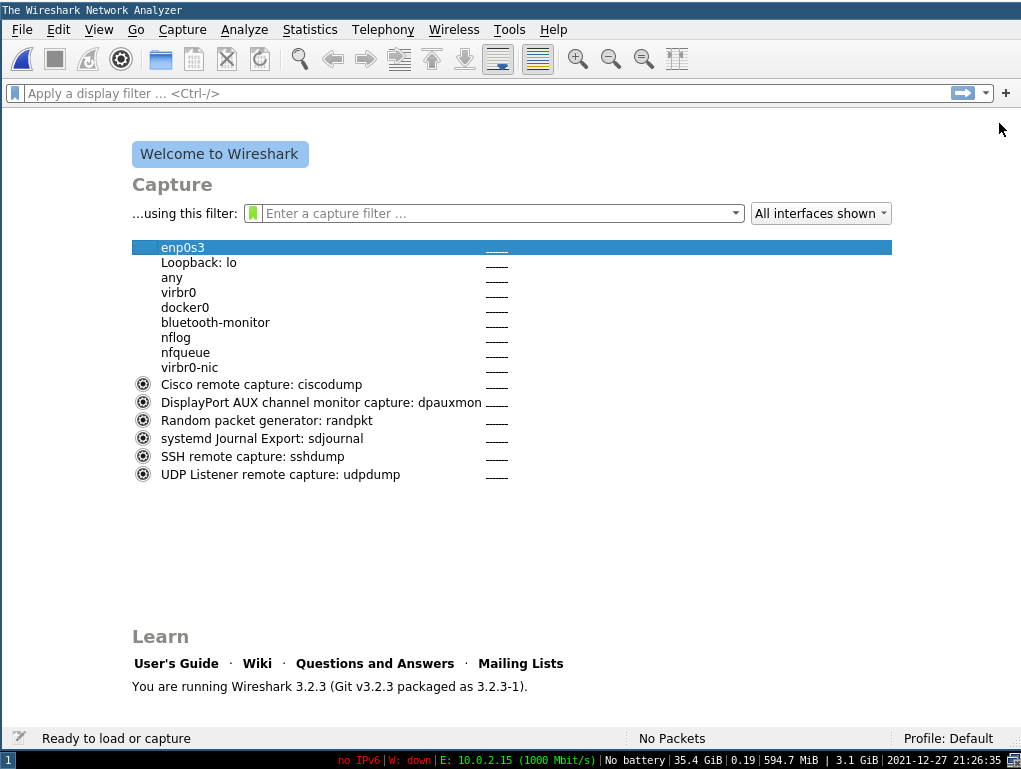 The Wireshark Network Analyzer
File Edit View Go Capture Analyze Statistics Telephony Wireless Tools Help
Apply a display filter … <Ctrl-/>
Welcome to Wireshark
Capture
…using this filter: Enter a capture filter … All interfaces shown
enp0s3
Loopback: lo
any
virbr0
docker0
bluetooth-monitor
nflog
nfqueue
virbr0-nic
Cisco remote capture: ciscodump
DisplayPort AUX channel monitor capture: dpauxmon
Random packet generator: randpkt
systemd Journal Export: sdjournal
SSH remote capture: sshdump
UDP Listener remote capture: udpdump
Learn
User's Guide · Wiki · Questions and Answers · Mailing Lists
You are running Wireshark 3.2.3 (Git v3.2.3 packaged as 3.2.3-1).
Ready to load or capture No Packets Profile: Default
1 no IPv6|W: down|E: 10.0.2.15 (1000 Mbit/s)|No battery|35.4 GiB|0.19|594.7 MiB | 3.1 GiB|2021-12-27 21:26:35